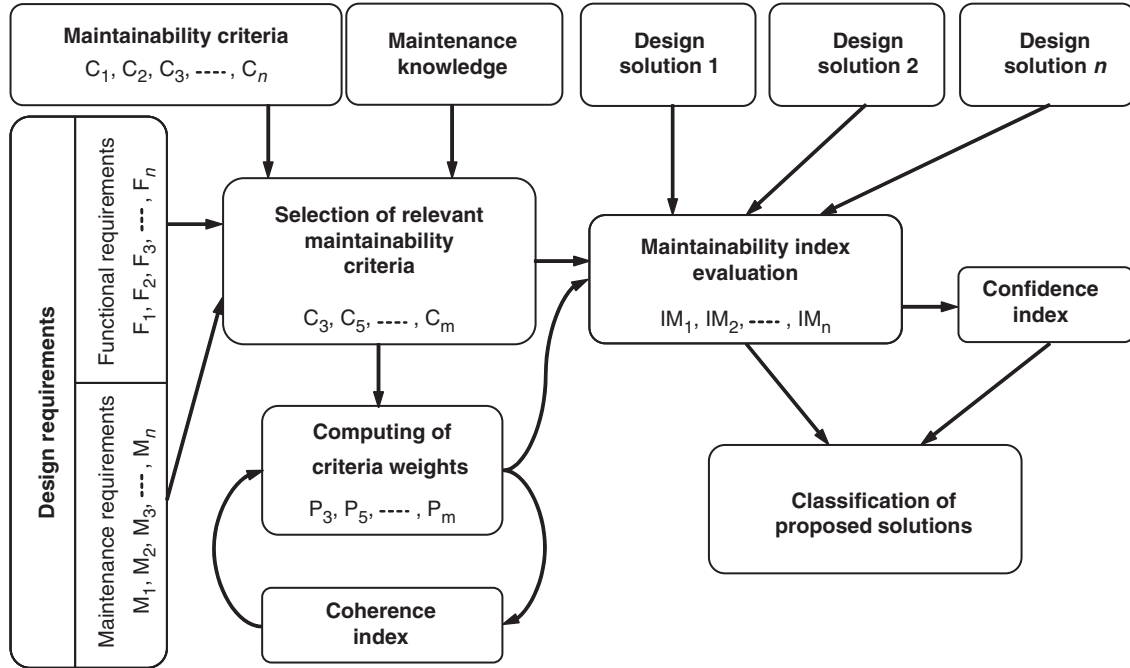 Maintainability criteria
C1, C2, C3, ----, Cn
Maintenance
knowledge
Design
solution 1
Design
solution 2
Design
solution n
Design requirements
Functional requirements
F1, F2, F3, ----, Fn
Maintenance requirements
M1, M2, M3, ----, Mn
Selection of relevant
maintainability
criteria
C3, C5, ----, Cm
Computing of
criteria weights
P3, P5, ----, Pm
Coherence
index
Maintainability index
evaluation
IM1, IM2, ----, IMn
Confidence
index
Classification of
proposed solutions